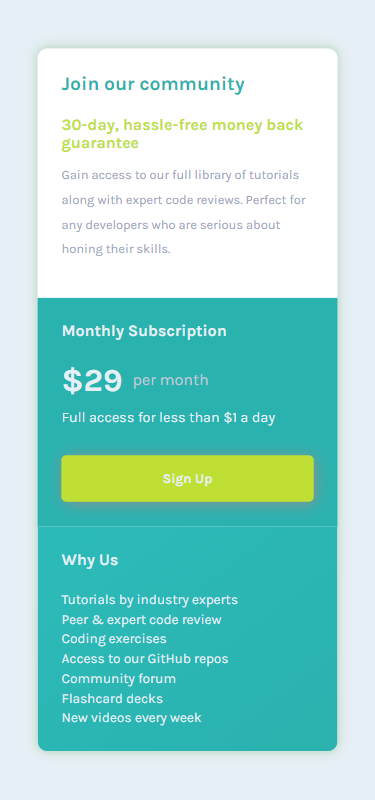 Join our community
30-day, hassle-free money back
guarantee
Gain access to our full library of tutorials
along with expert code reviews. Perfect for
any developers who are serious about
honing their skills.
Monthly Subscription
$29 per month
Full access for less than $1 a day
Sign Up
Why Us
Tutorials by industry experts
Peer & expert code review
Coding exercises
Access to our GitHub repos
Community forum
Flashcard decks
New videos every week